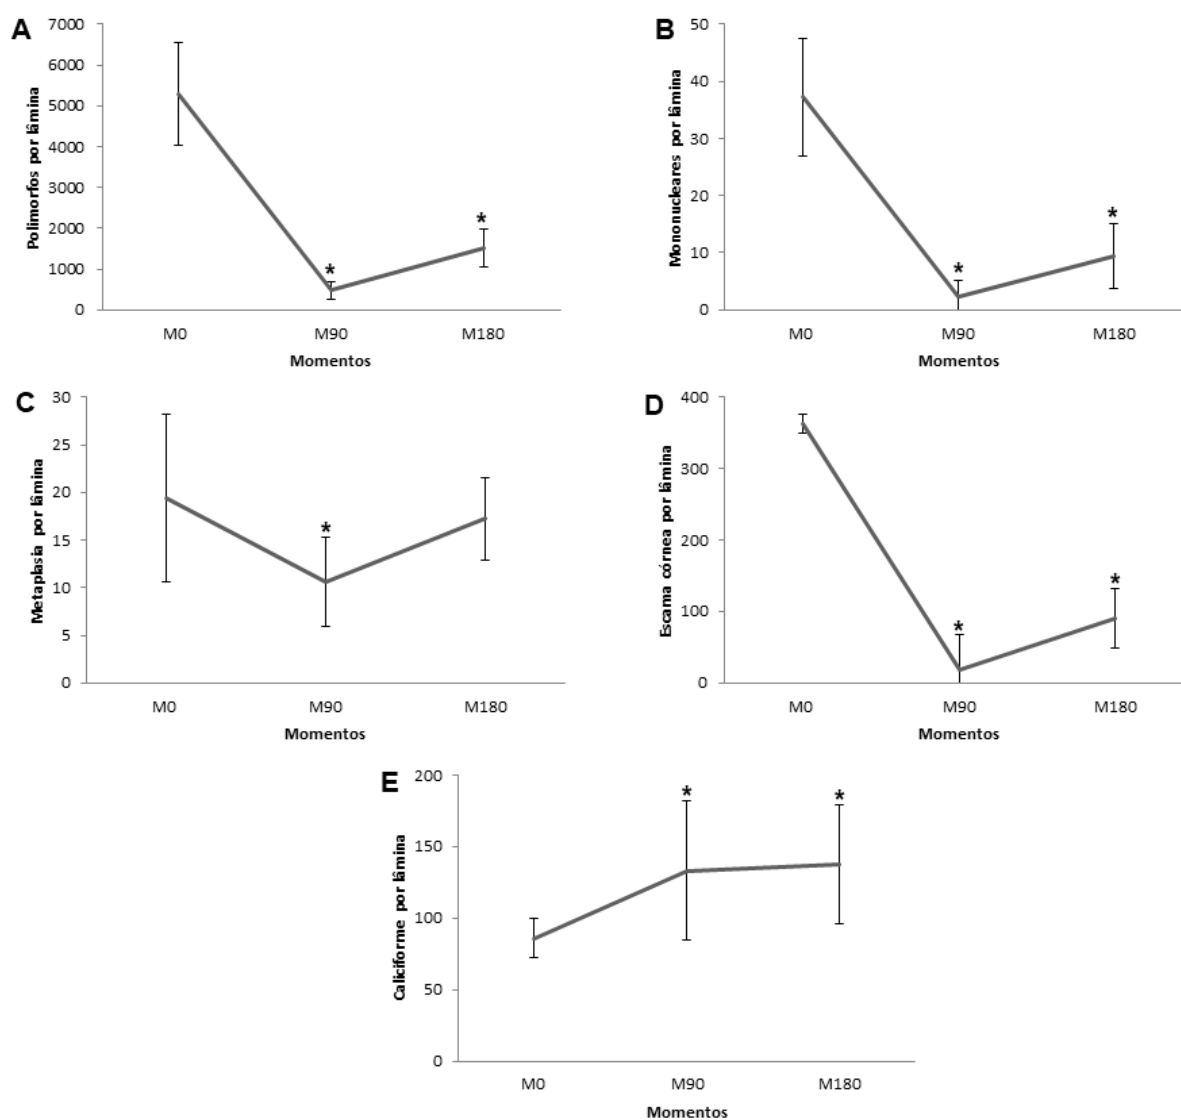 A
Polimorfos por lâmina
7000
6000
5000
4000
3000
2000
1000
0
*
*
M0 M90 M180
Momentos
B
Mononucleares por lâmina
50
40
30
20
10
0
*
*
M0 M90 M180
Momentos
C
Metaplasia por lâmina
30
25
20
15
10
5
0
*
M0 M90 M180
Momentos
D
Escama córnea por lâmina
400
300
200
100
0
*
*
M0 M90 M180
Momentos
E
Caliciforme por lâmina
200
150
100
50
0
*
*
M0 M90 M180
Momentos